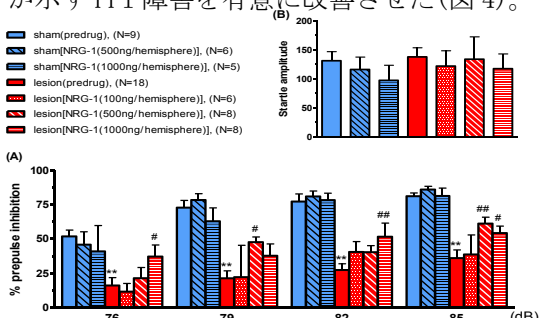 が示す PPI 障害を有意に改善させた(図 4)。
(B)
sham(predrug), (N=9)
sham[NRG-1(500ng/hemisphere)], (N=6)
sham[NRG-1(1000ng/hemisphere)], (N=5)
lesion(predrug), (N=18)
lesion[NRG-1(100ng/hemisphere)], (N=6)
lesion[NRG-1(500ng/hemisphere)], (N=8)
lesion[NRG-1(1000ng/hemisphere)], (N=8)
Startle amplitude
200
150
100
50
0
(A)
% prepulse inhibition
100
75
50
25
0
** # ** # ** ## ** ## #
76 79 82 85 (dB)